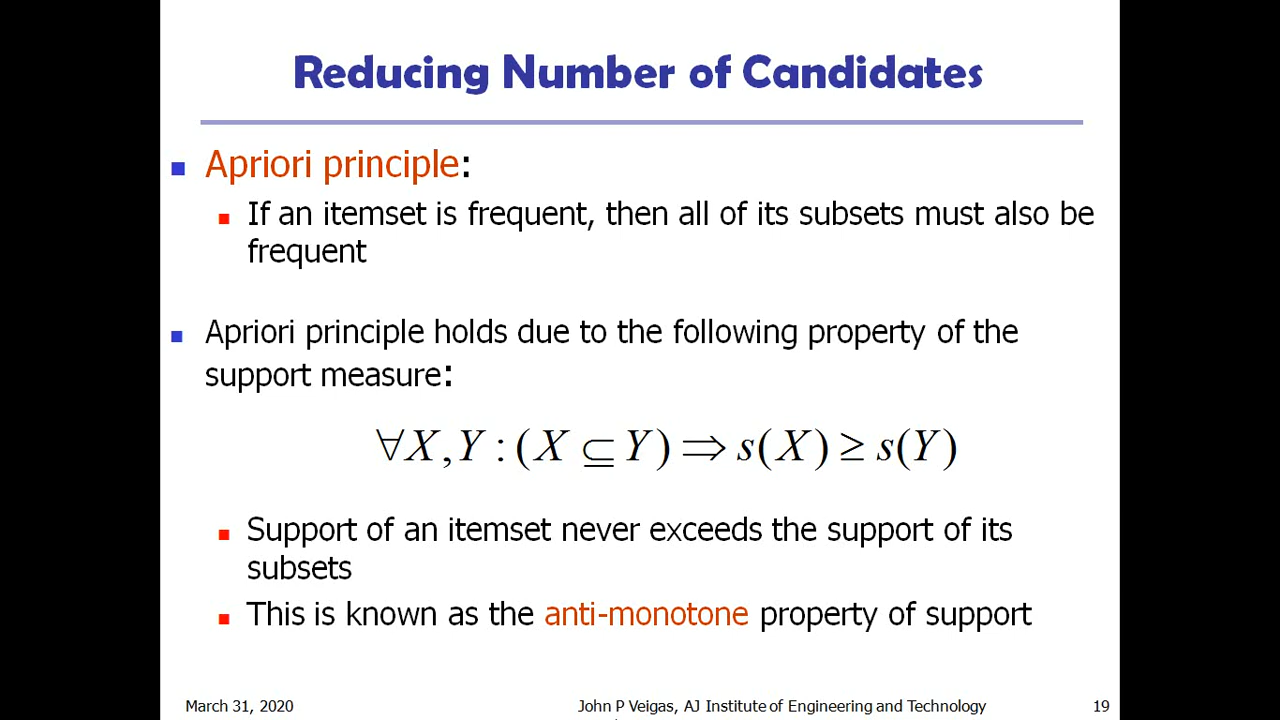 Reducing Number of Candidates
Apriori principle:
If an itemset is frequent, then all of its subsets must also be
frequent
Apriori principle holds due to the following property of the
support measure:
∀X,Y : (X ⊆ Y) ⇒ s(X) ≥ s(Y)
Support of an itemset never exceeds the support of its
subsets
This is known as the anti-monotone property of support
March 31, 2020
John P Veigas, AJ Institute of Engineering and Technology
19